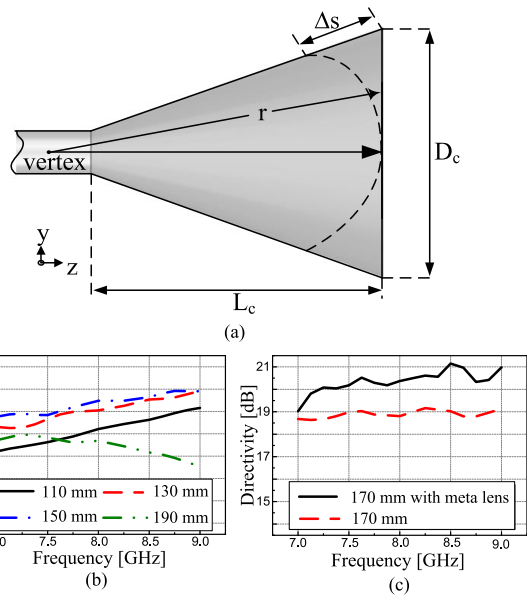 Δs
r
vertex
D_c
y
z
L_c
(a)
110 mm
130 mm
150 mm
190 mm
0
7.5
8.0
8.5
9.0
Frequency [GHz]
(b)
Directivity [dB]
21
19
15
170 mm with meta lens
170 mm
7.0
7.5
8.0
8.5
9.0
Frequency [GHz]
(c)